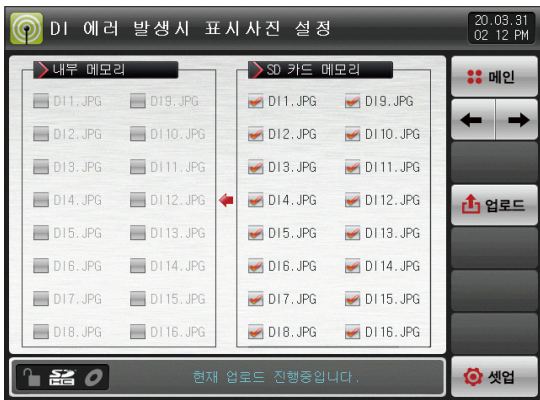 DI 에러 발생시 표시사진 설정
20.03.31
02 12 PM
내부 메모리
DI1.JPG DI9.JPG
DI2.JPG DI10.JPG
DI3.JPG DI11.JPG
DI4.JPG DI12.JPG
DI5.JPG DI13.JPG
DI6.JPG DI14.JPG
DI7.JPG DI15.JPG
DI8.JPG DI16.JPG
SD 카드 메모리
DI1.JPG DI9.JPG
DI2.JPG DI10.JPG
DI3.JPG DI11.JPG
DI4.JPG DI12.JPG
DI5.JPG DI13.JPG
DI6.JPG DI14.JPG
DI7.JPG DI15.JPG
DI8.JPG DI16.JPG
메인
업로드
셋업
SD HC
현재 업로드 진행중입니다.